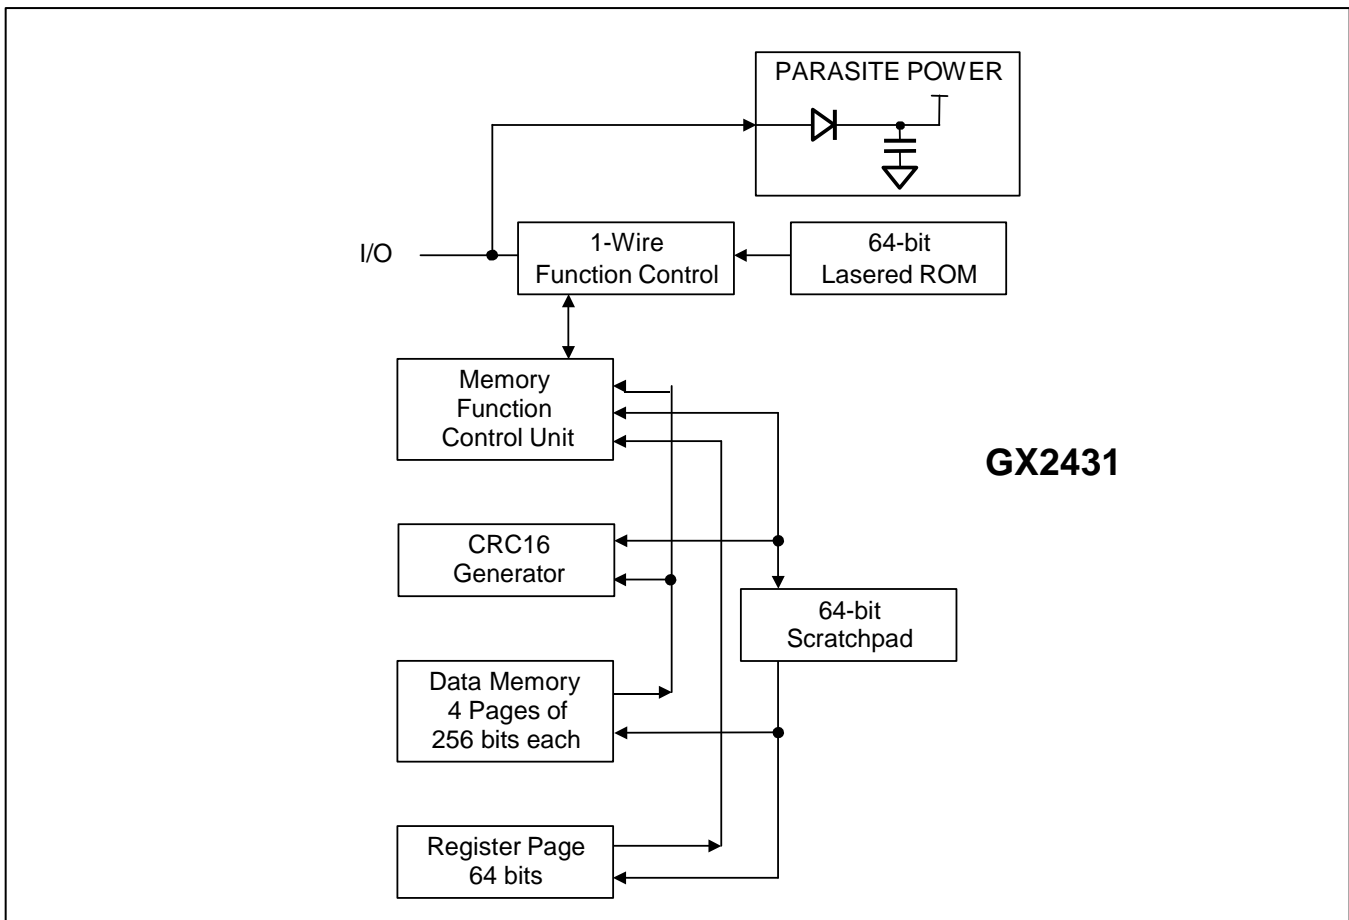 PARASITE POWER
I/O
1-Wire
Function Control
64-bit
Lasered ROM
Memory
Function
Control Unit
GX2431
CRC16
Generator
64-bit
Scratchpad
Data Memory
4 Pages of
256 bits each
Register Page
64 bits